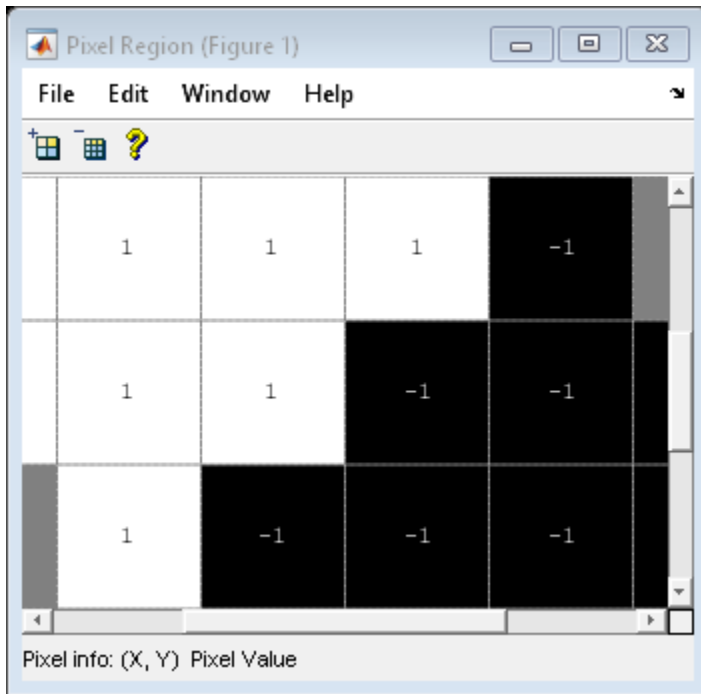 Pixel Region (Figure 1)
File Edit Window Help
1 1 1 -1
1 1 -1 -1
1 -1 -1 -1
Pixel info: (X, Y) Pixel Value